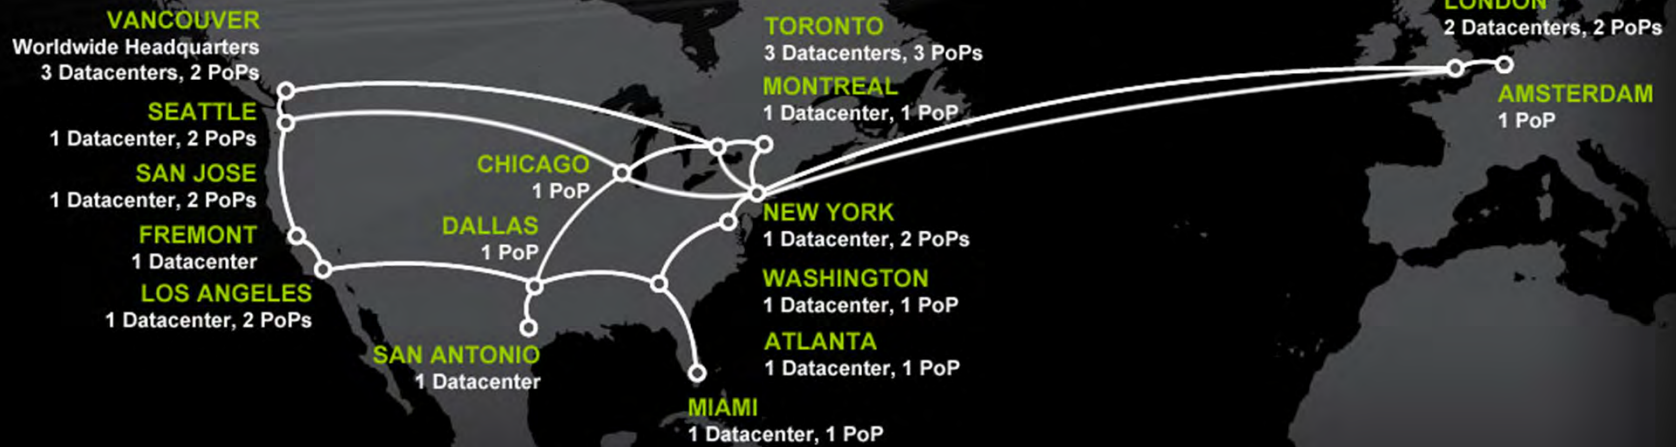 VANCOUVER
Worldwide Headquarters
3 Datacenters, 2 PoPs
SEATTLE
1 Datacenter, 2 PoPs
SAN JOSE
1 Datacenter, 2 PoPs
FREMONT
1 Datacenter
LOS ANGELES
1 Datacenter, 2 PoPs
CHICAGO
1 PoP
DALLAS
1 PoP
SAN ANTONIO
1 Datacenter
TORONTO
3 Datacenters, 3 PoPs
MONTREAL
1 Datacenter, 1 PoP
NEW YORK
1 Datacenter, 2 PoPs
WASHINGTON
1 Datacenter, 1 PoP
ATLANTA
1 Datacenter, 1 PoP
MIAMI
1 Datacenter, 1 PoP
LONDON
2 Datacenters, 2 PoPs
AMSTERDAM
1 PoP